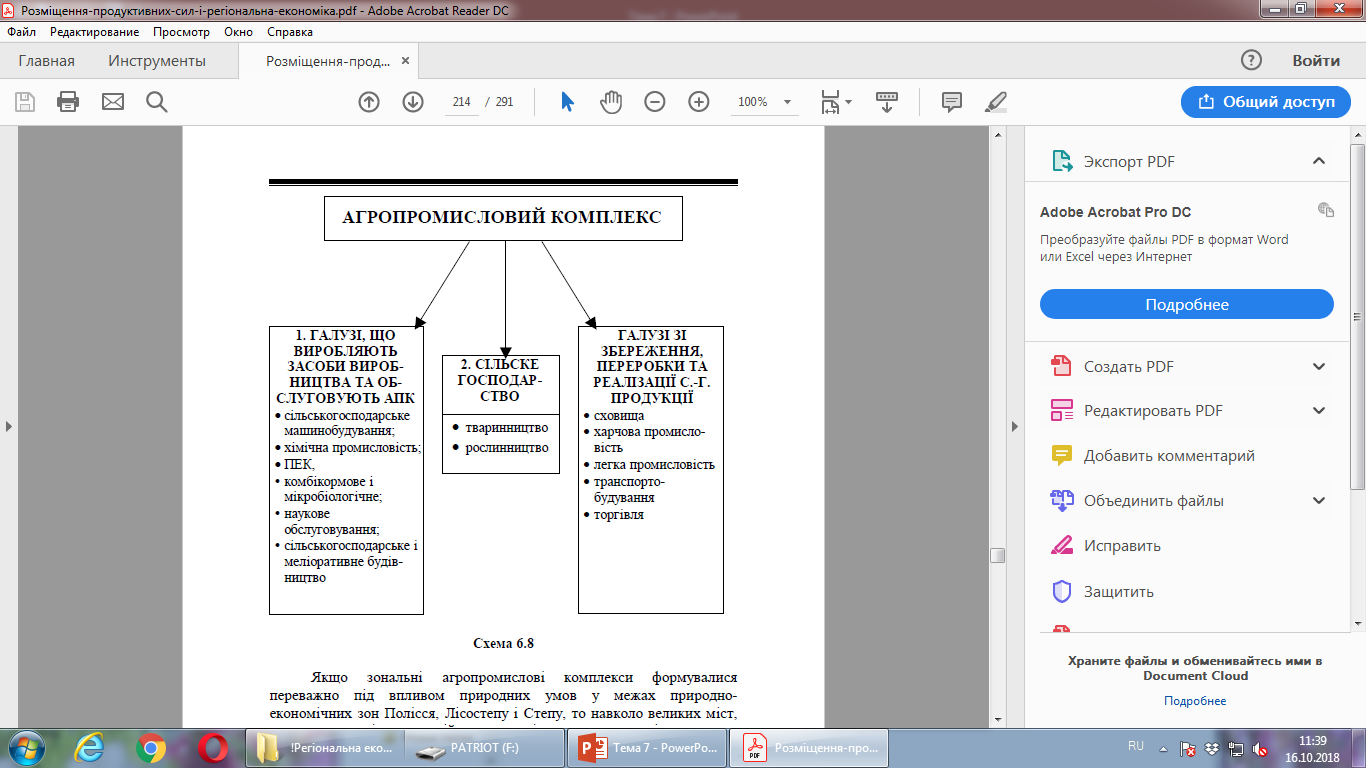 Розміщення-продуктивних-сил-і-регіональна-економіка.pdf - Adobe Acrobat Reader DC
Файл Редактирование Просмотр Окно Справка
Главная Инструменты Розміщення-прод... × Войти
214 / 291 100% Общий доступ
АГРОПРОМИСЛОВИЙ КОМПЛЕКС
1. ГАЛУЗІ, ЩО
ВИРОБЛЯЮТЬ
ЗАСОБИ ВИРОБ-
НИЦТВА ТА ОБ-
СЛУГОВУЮТЬ АПК
• сільськогосподарське
машинобудування;
• хімічна промисловість;
• ПЕК,
• комбікормове і
мікробіологічне;
• наукове
обслуговування;
• сільськогосподарське і
меліоративне будів-
ництво
2. СІЛЬСКЕ
ГОСПОДАР-
СТВО
• тваринництво
• рослинництво
ГАЛУЗІ ЗІ
ЗБЕРЕЖЕННЯ,
ПЕРЕРОБКИ ТА
РЕАЛІЗАЦІЇ С.-Г.
ПРОДУКЦІЇ
• сховища
• харчова промисло-
вість
• легка промисловість
• транспорто-
будування
• торгівля
Схема 6.8
Якщо зональні агропромислові комплекси формувалися
переважно під впливом природних умов у межах природно-
економічних зон Полісся, Лісостепу і Степу, то навколо великих міст,
Экспорт PDF
Adobe Acrobat Pro DC
Преобразуйте файлы PDF в формат Word
или Excel через Интернет
Подробнее
Создать PDF
Редактировать PDF
Добавить комментарий
Объединить файлы
Исправить
Защитить
Храните файлы и обменивайтесь ими в
Document Cloud
Подробнее
!Регіональна еко... PATRIOT (F:) Тема 7 - PowerPo... Розміщення-про... RU 11:39
16.10.2018